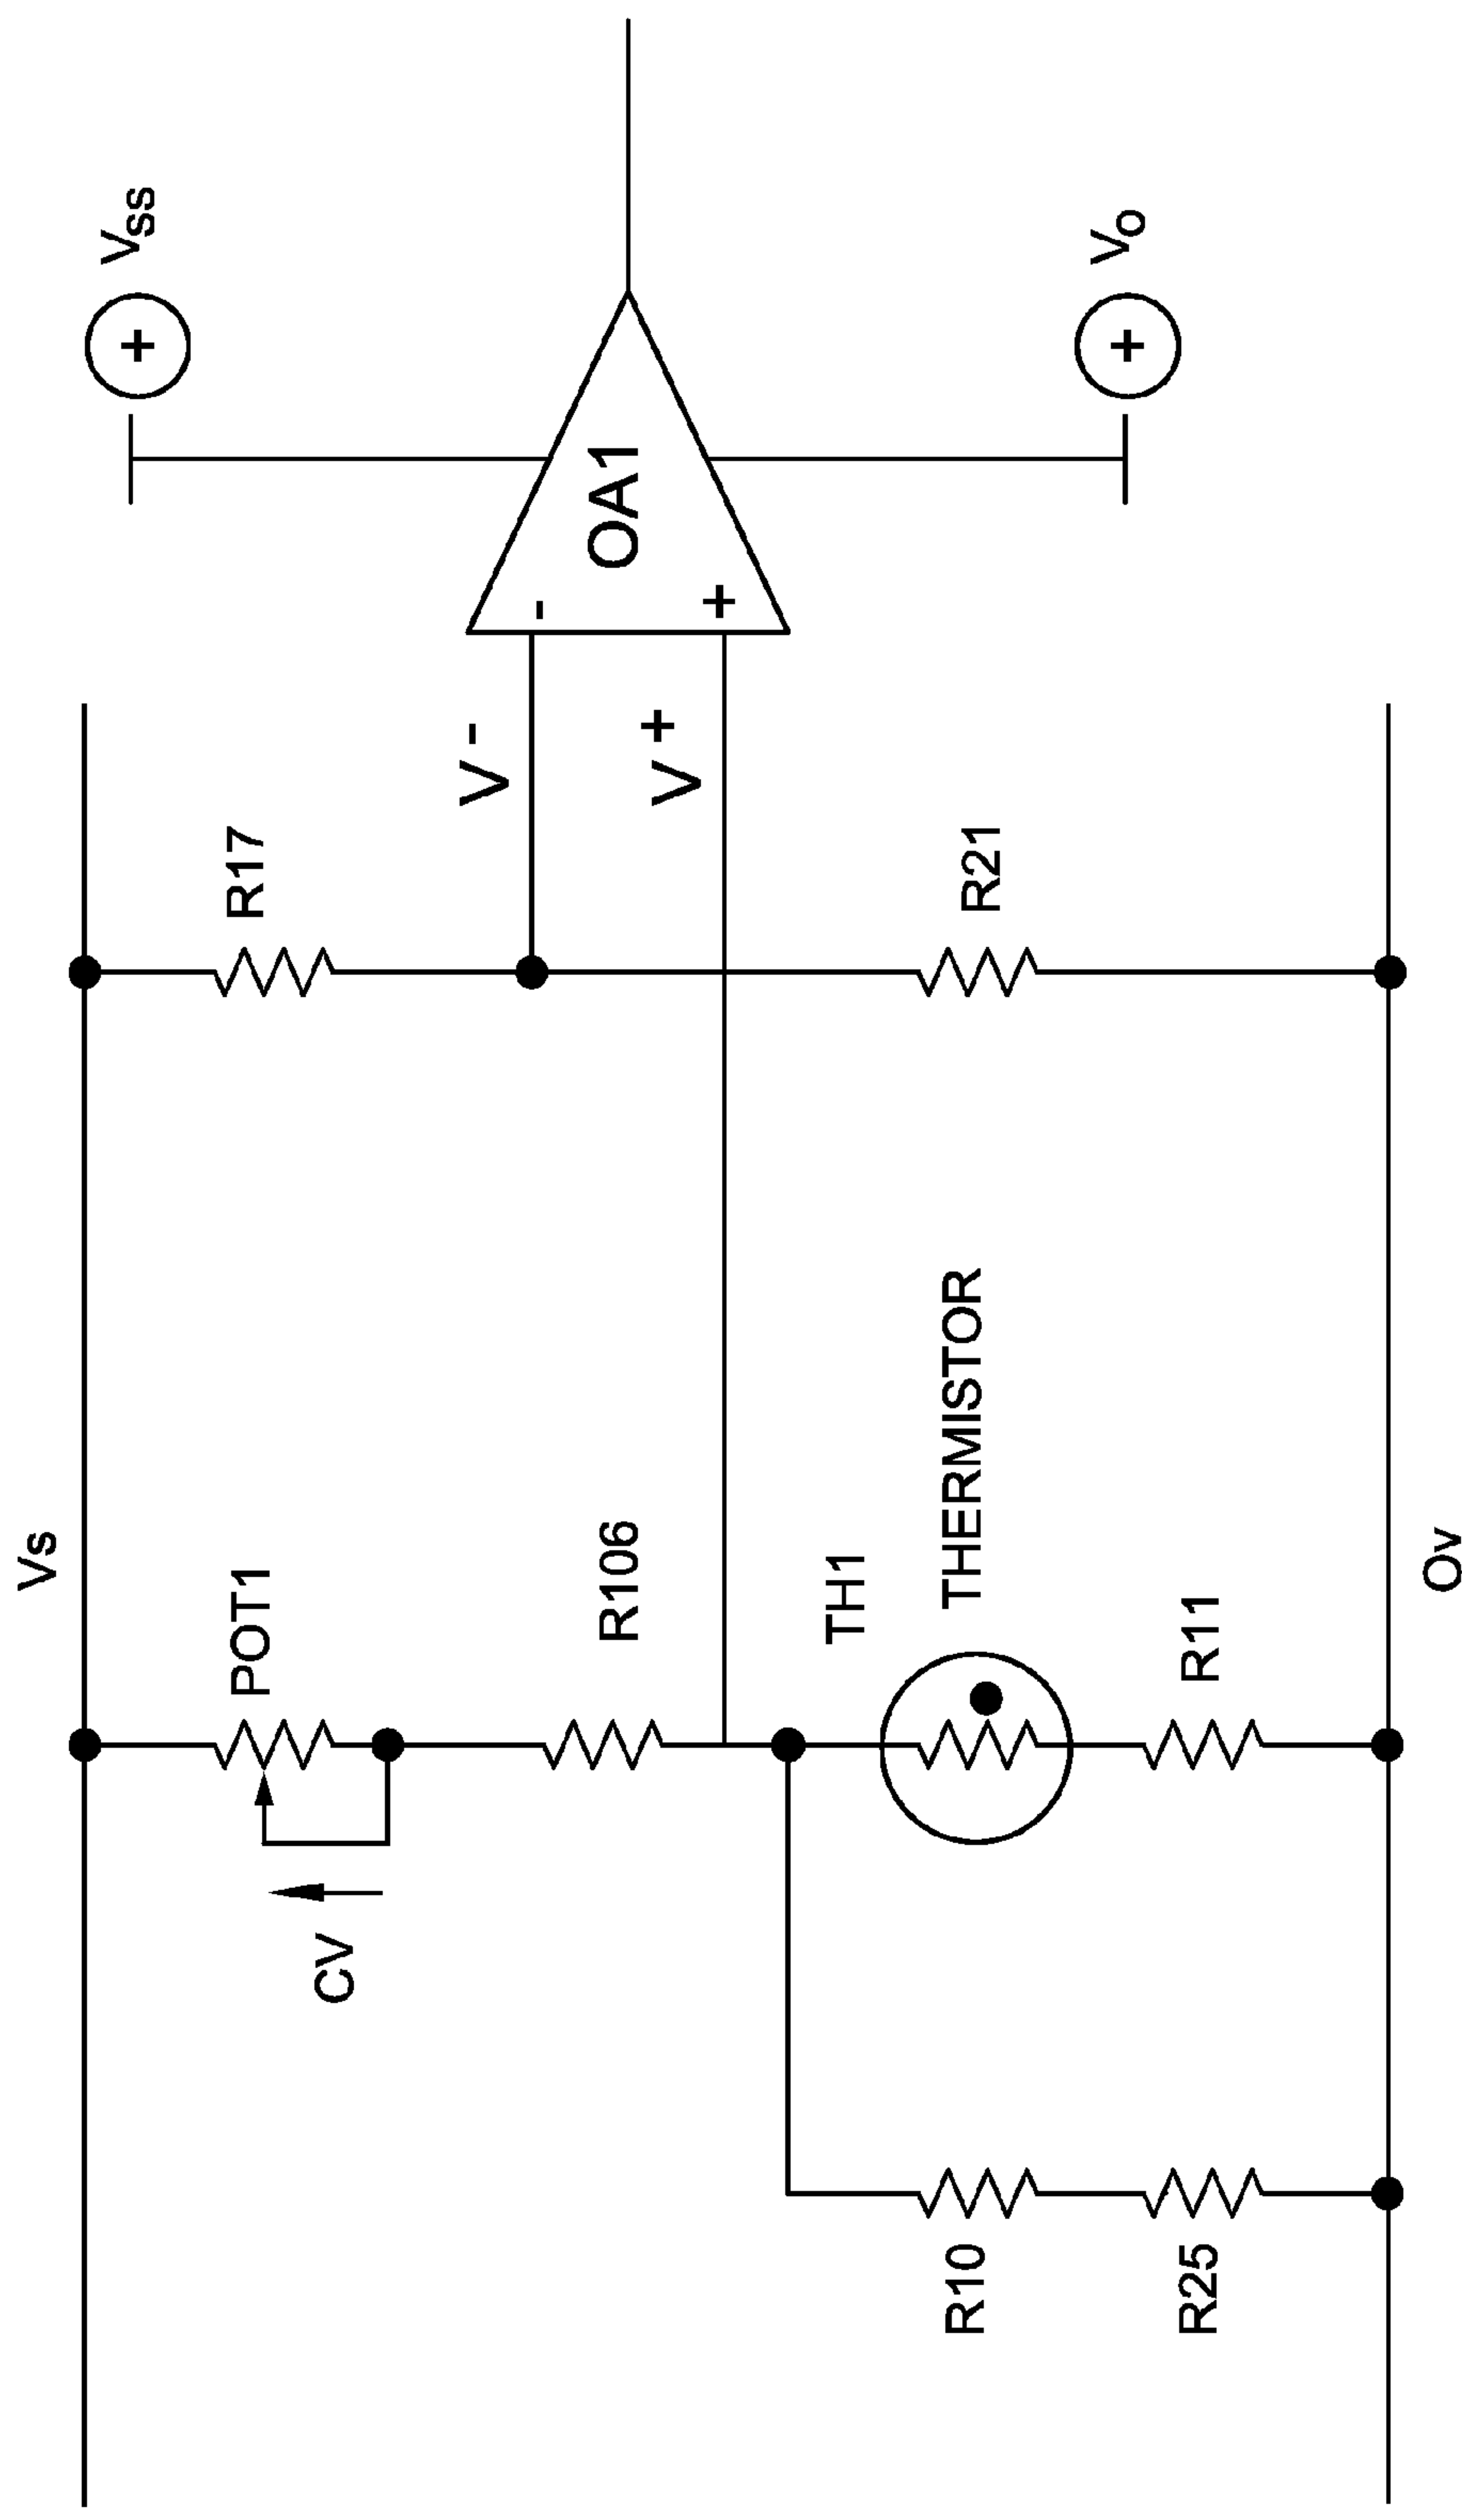 Vs
POT1
CV
R106
R17
V -
V +
-
+
OA1
+
Vss
+
Vo
TH1
THERMISTOR
R11
R21
R10
R25
Ov